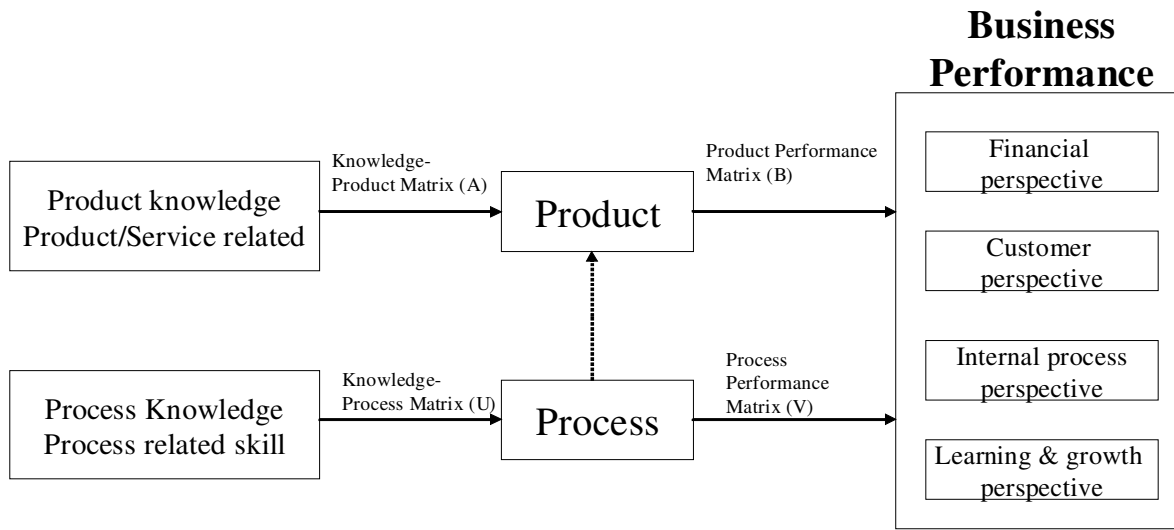 Business
Performance
Product knowledge
Product/Service related
Knowledge-
Product Matrix (A)
Product
Product Performance
Matrix (B)
Financial
perspective
Customer
perspective
Process Knowledge
Process related skill
Knowledge-
Process Matrix (U)
Process
Process
Performance
Matrix (V)
Internal process
perspective
Learning & growth
perspective